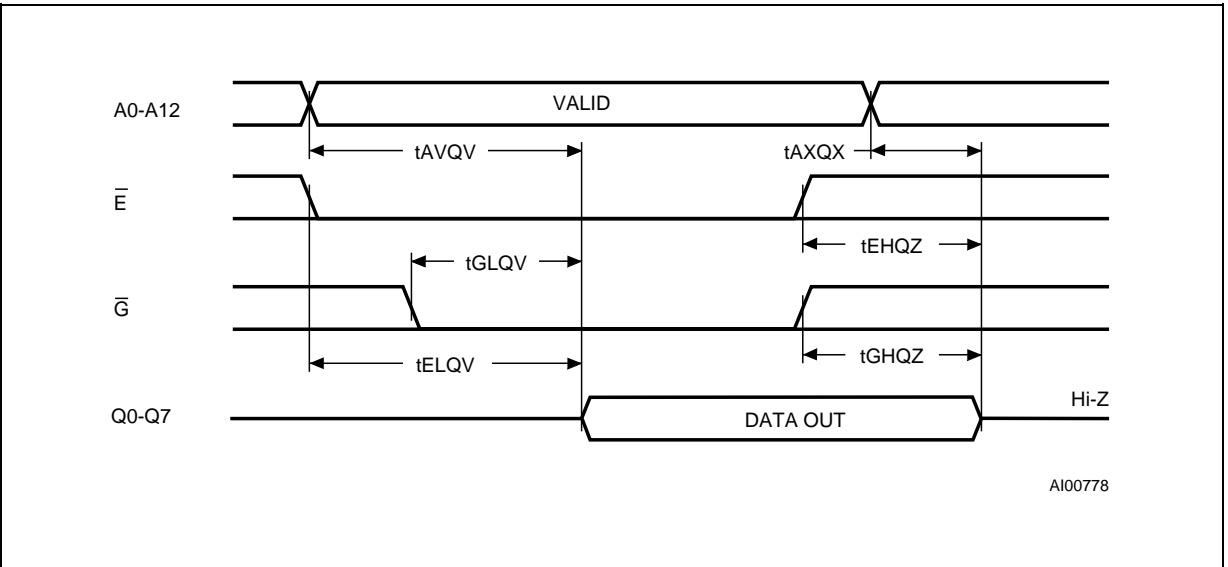 A0-A12
VALID
tAVQV
tAXQX
E̅
tEHQZ
tGLQV
G̅
tGHQZ
tELQV
Hi-Z
Q0-Q7
DATA OUT
AI00778